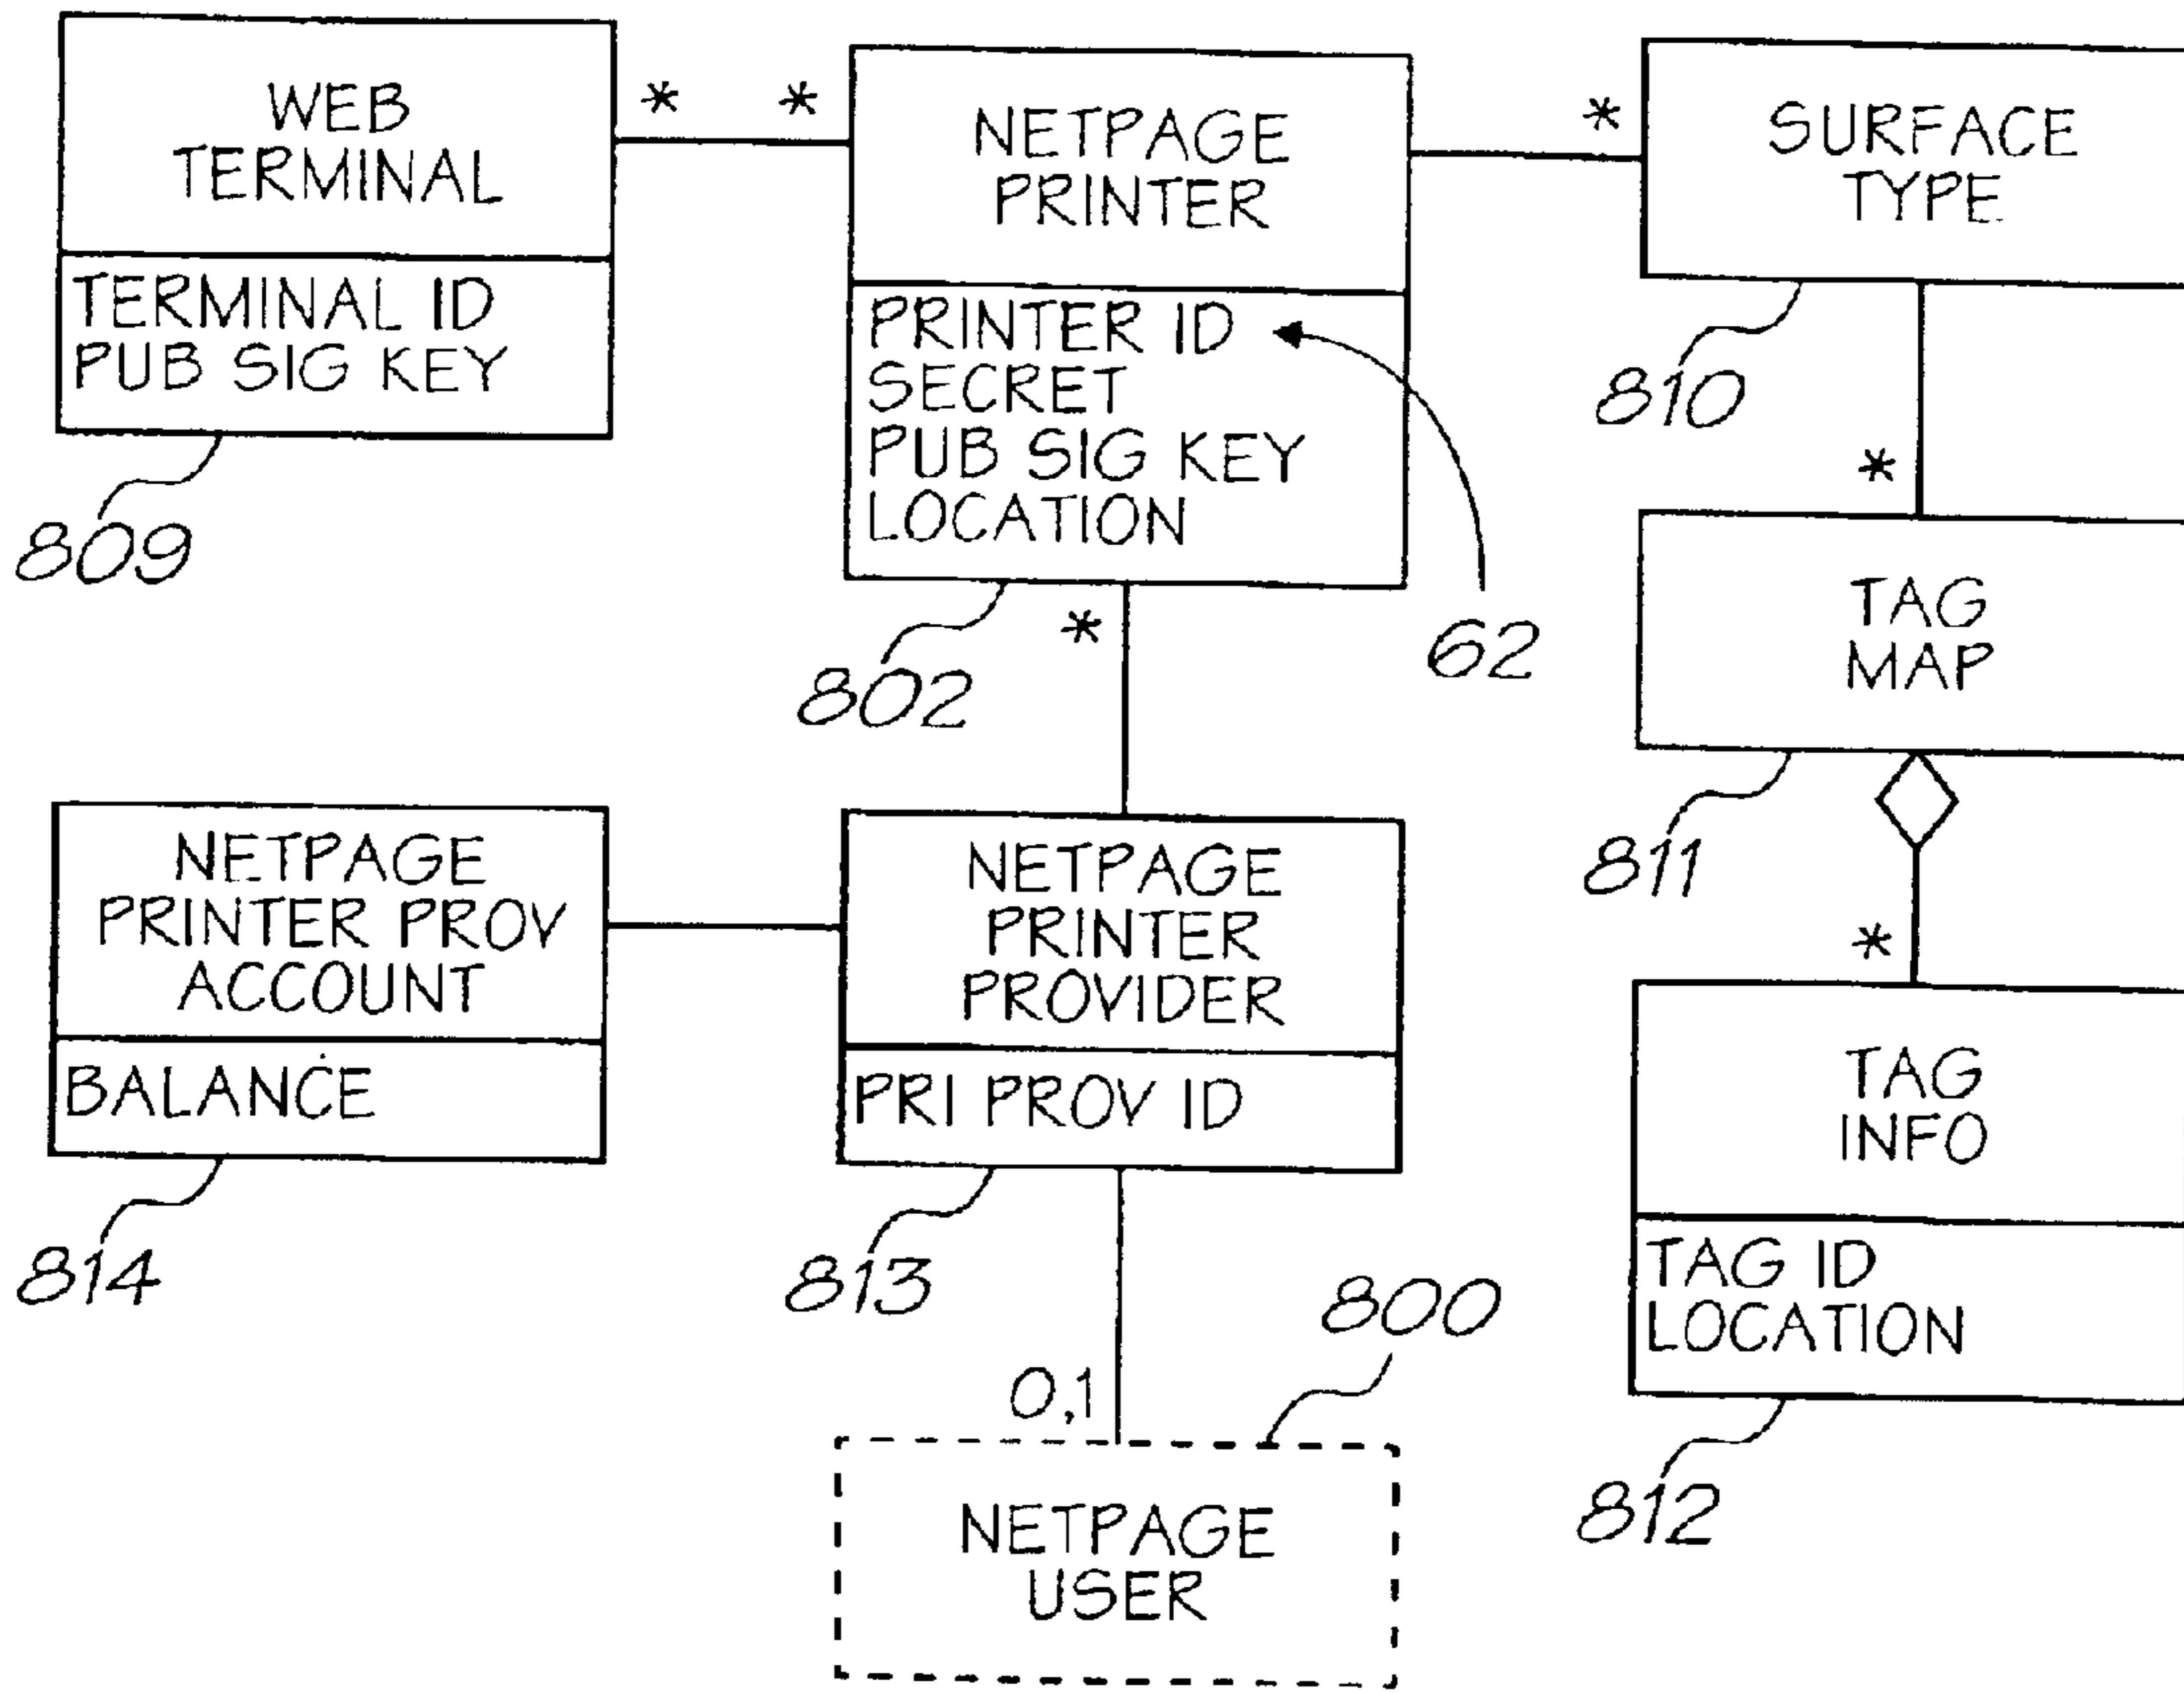 WEB
TERMINAL
TERMINAL ID
PUB SIG KEY
809
*
*
NETPAGE
PRINTER
PRINTER ID
SECRET
PUB SIG KEY
LOCATION
62
802
*
*
SURFACE
TYPE
810
*
TAG
MAP
811
*
TAG
INFO
TAG ID
LOCATION
812
NETPAGE
PRINTER PROV
ACCOUNT
BALANCE
814
NETPAGE
PRINTER
PROVIDER
PRI PROV ID
813
0,1
800
NETPAGE
USER